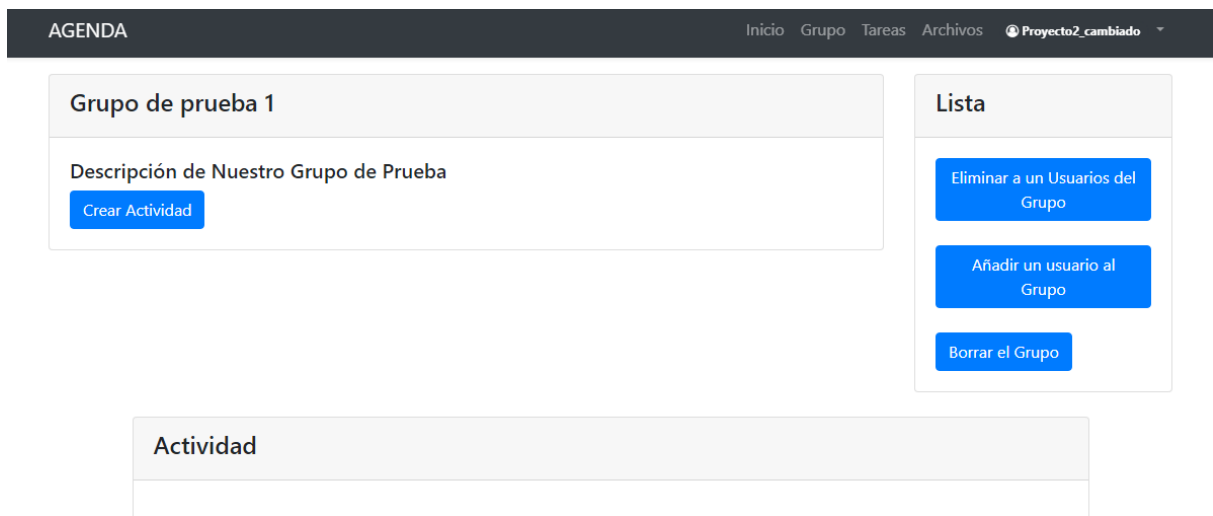 AGENDA
Inicio Grupo Tareas Archivos Proyecto2_cambiado
Grupo de prueba 1
Descripción de Nuestro Grupo de Prueba
Crear Actividad
Lista
Eliminar a un Usuarios del
Grupo
Añadir un usuario al
Grupo
Borrar el Grupo
Actividad